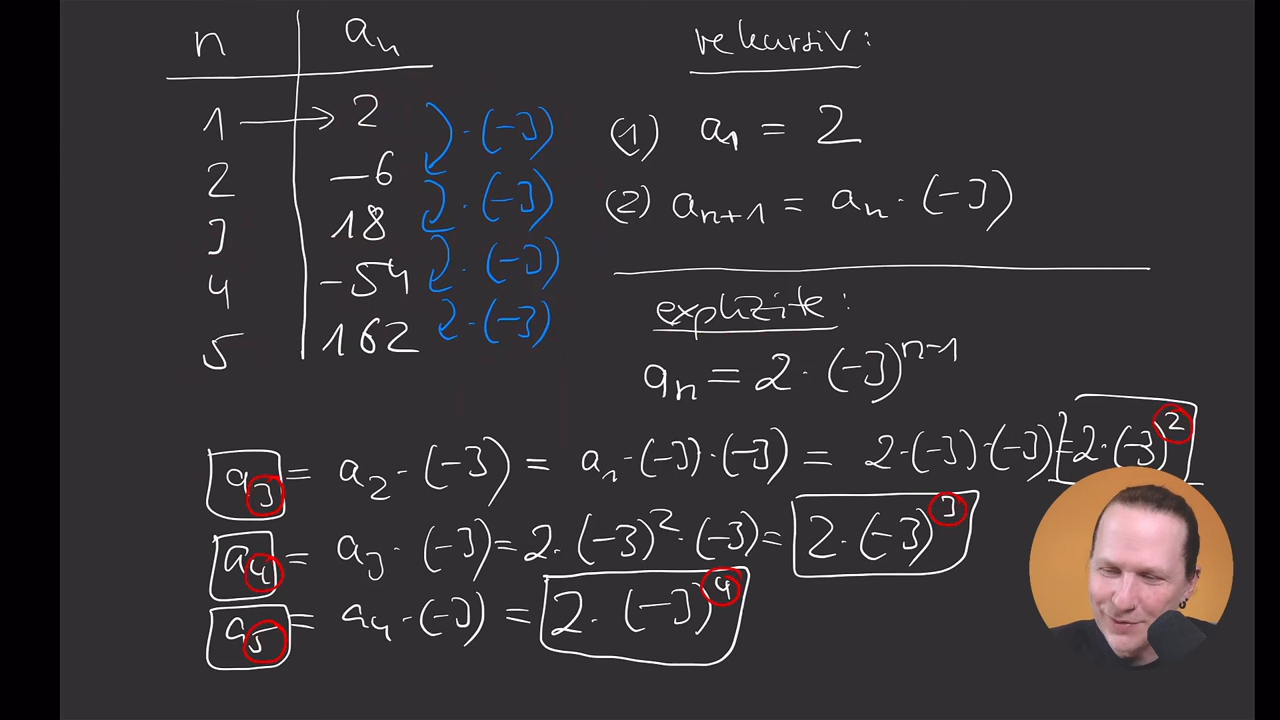 n aₙ
1 → 2
2 −6
3 18
4 −54
5 162
· (−3)
· (−3)
· (−3)
· (−3)
rekursiv:
(1) a₁ = 2
(2) aₙ₊₁ = aₙ · (−3)
explizite:
aₙ = 2 · (−3)ⁿ⁻¹
a₃ = a₂ · (−3) = a₁ · (−3) · (−3) = 2 · (−3) · (−3) = 2 · (−3)²
a₄ = a₃ · (−3) = 2 · (−3)² · (−3) = 2 · (−3)³
a₅ = a₄ · (−3) = 2 · (−3)⁴